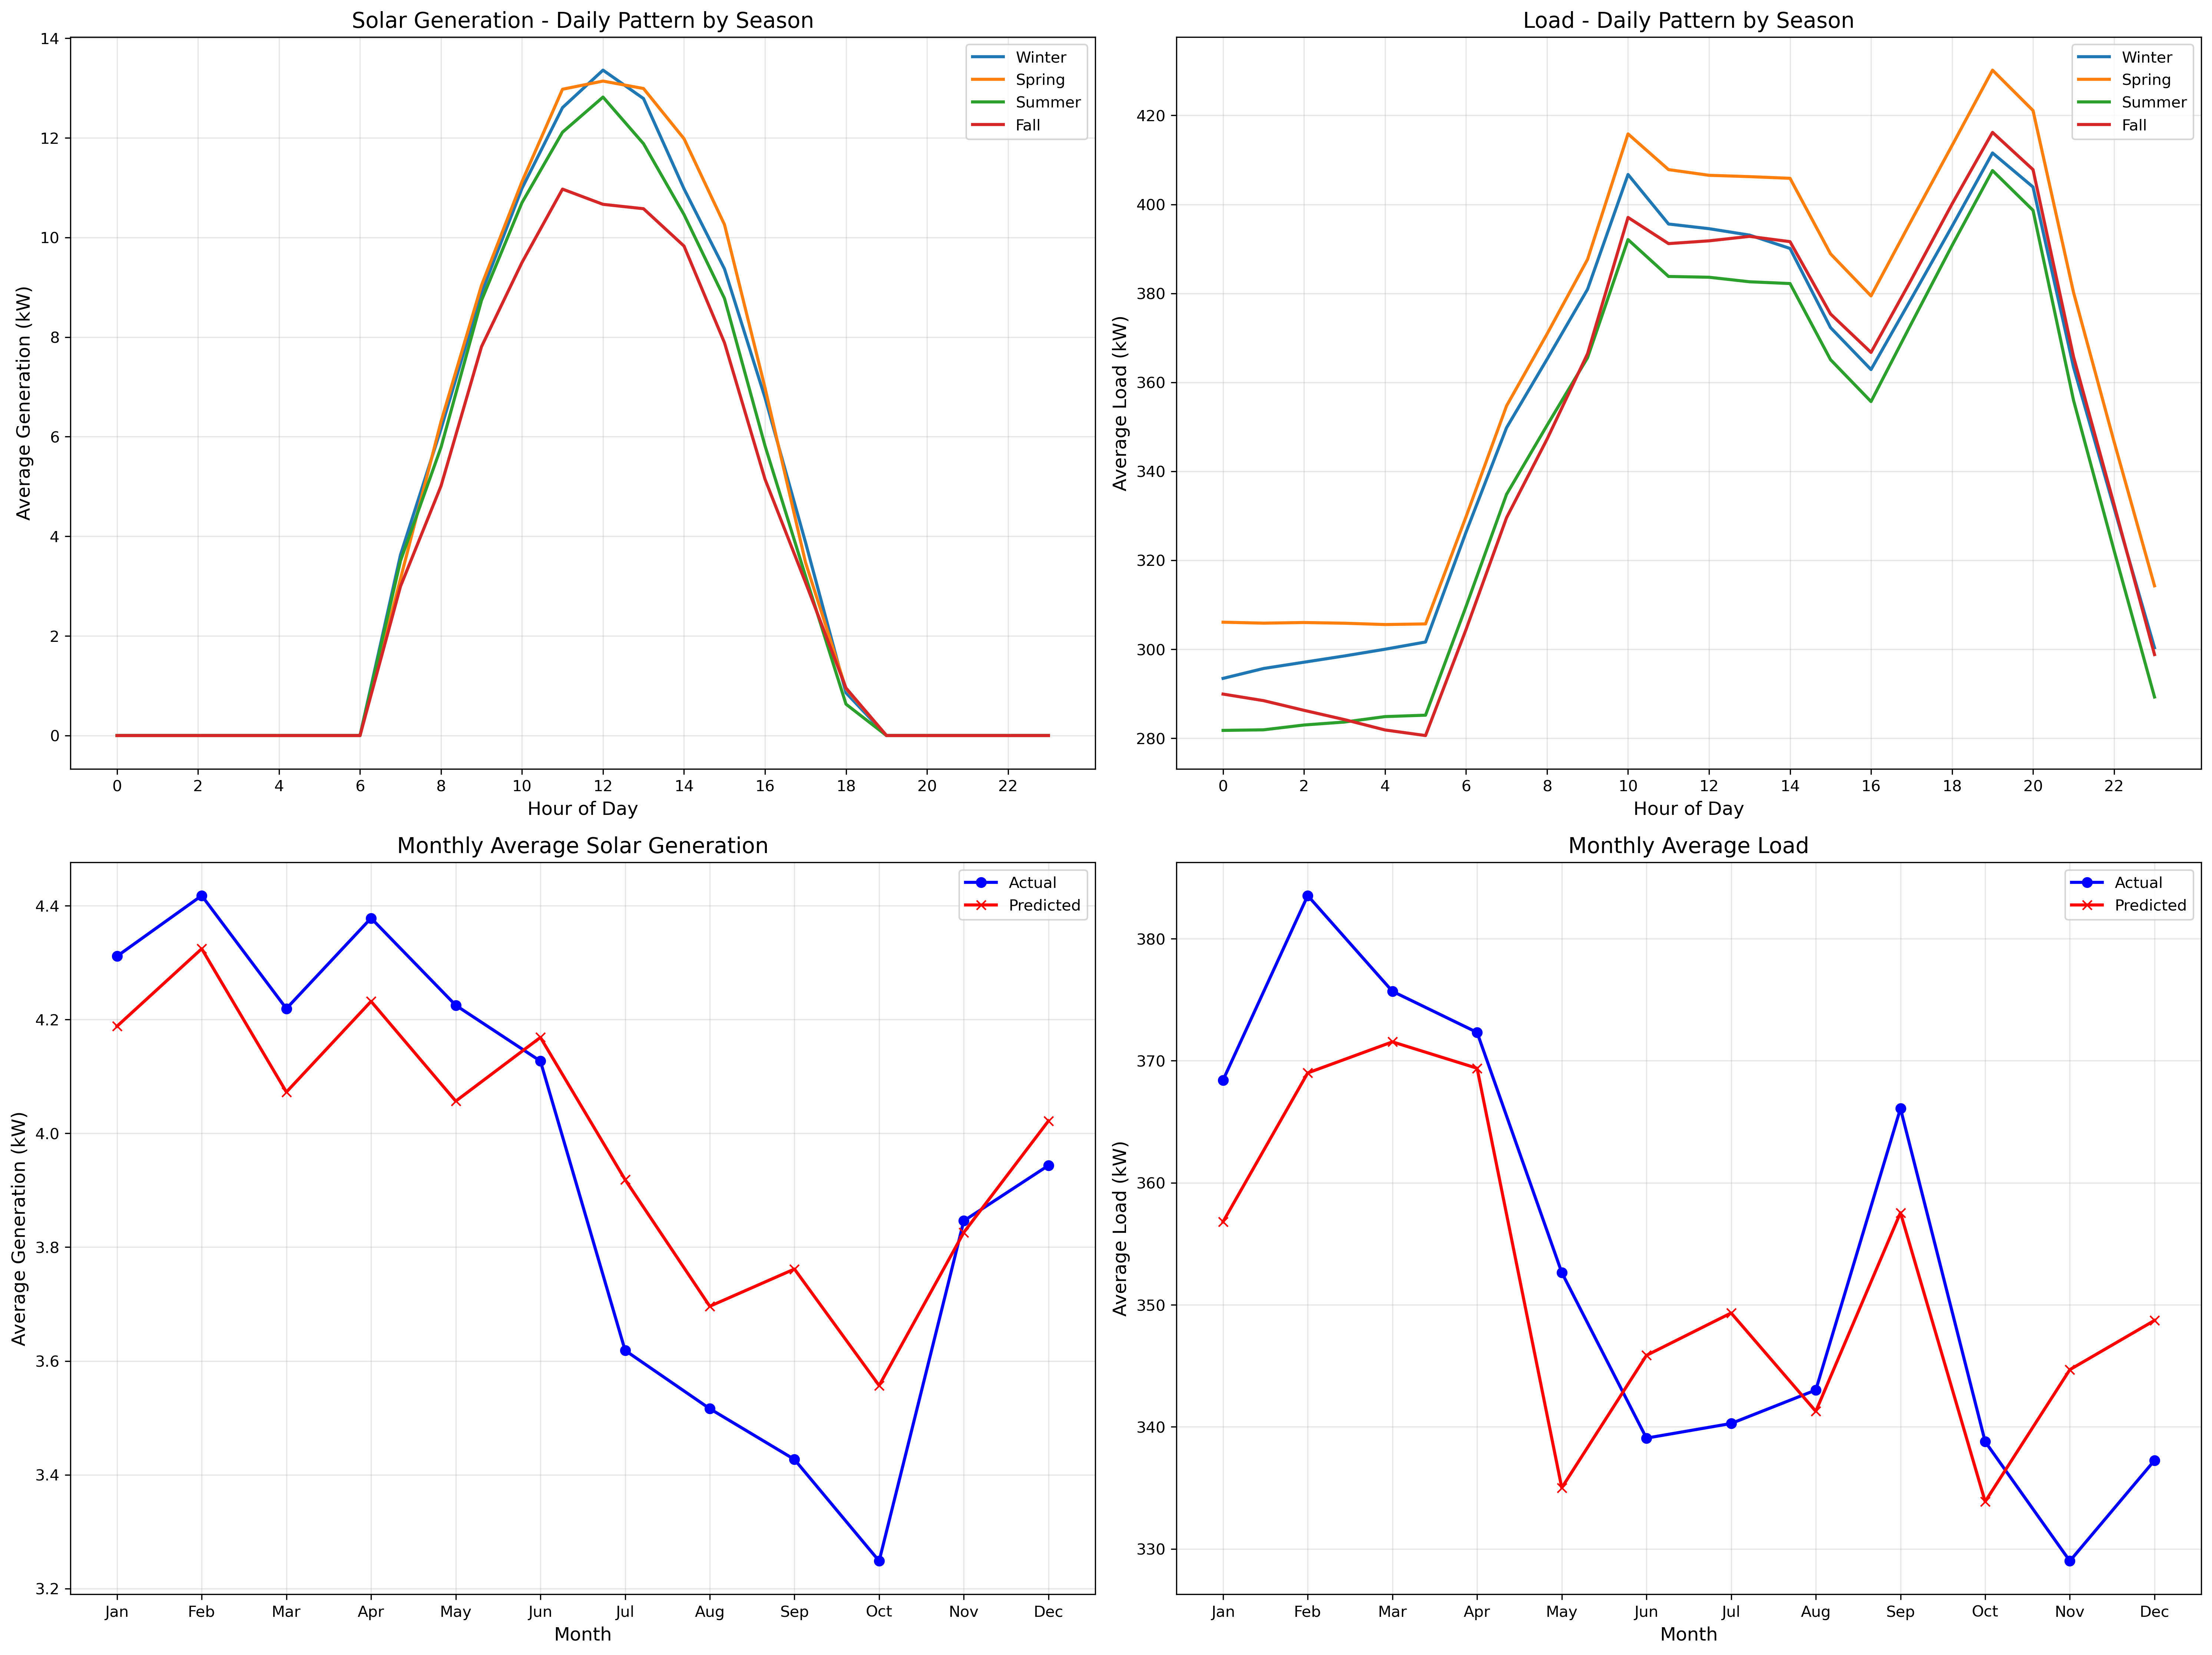 Solar Generation - Daily Pattern by Season
Average Generation (kW)
14
12
10
8
6
4
2
0
Winter
Spring
Summer
Fall
0 2 4 6 8 10 12 14 16 18 20 22
Hour of Day
Load - Daily Pattern by Season
Average Load (kW)
420
400
380
360
340
320
300
280
Winter
Spring
Summer
Fall
0 2 4 6 8 10 12 14 16 18 20 22
Hour of Day
Monthly Average Solar Generation
Average Generation (kW)
4.4
4.2
4.0
3.8
3.6
3.4
3.2
Actual
Predicted
Jan Feb Mar Apr May Jun Jul Aug Sep Oct Nov Dec
Month
Monthly Average Load
Average Load (kW)
380
370
360
350
340
330
Actual
Predicted
Jan Feb Mar Apr May Jun Jul Aug Sep Oct Nov Dec
Month